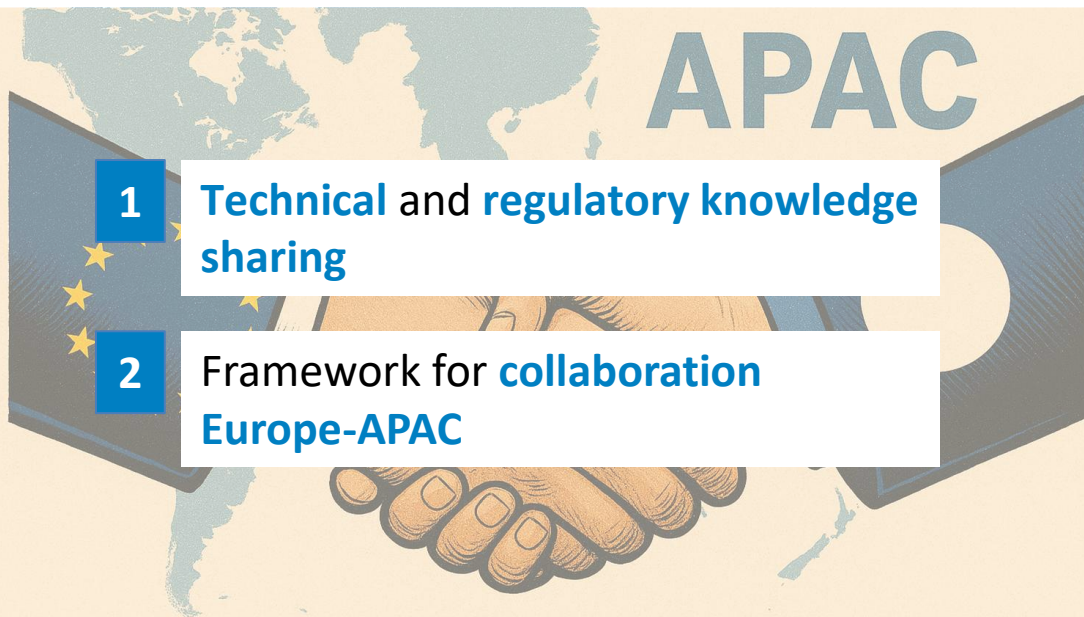 APAC
1
Technical and regulatory knowledge
sharing
2
Framework for collaboration
Europe-APAC